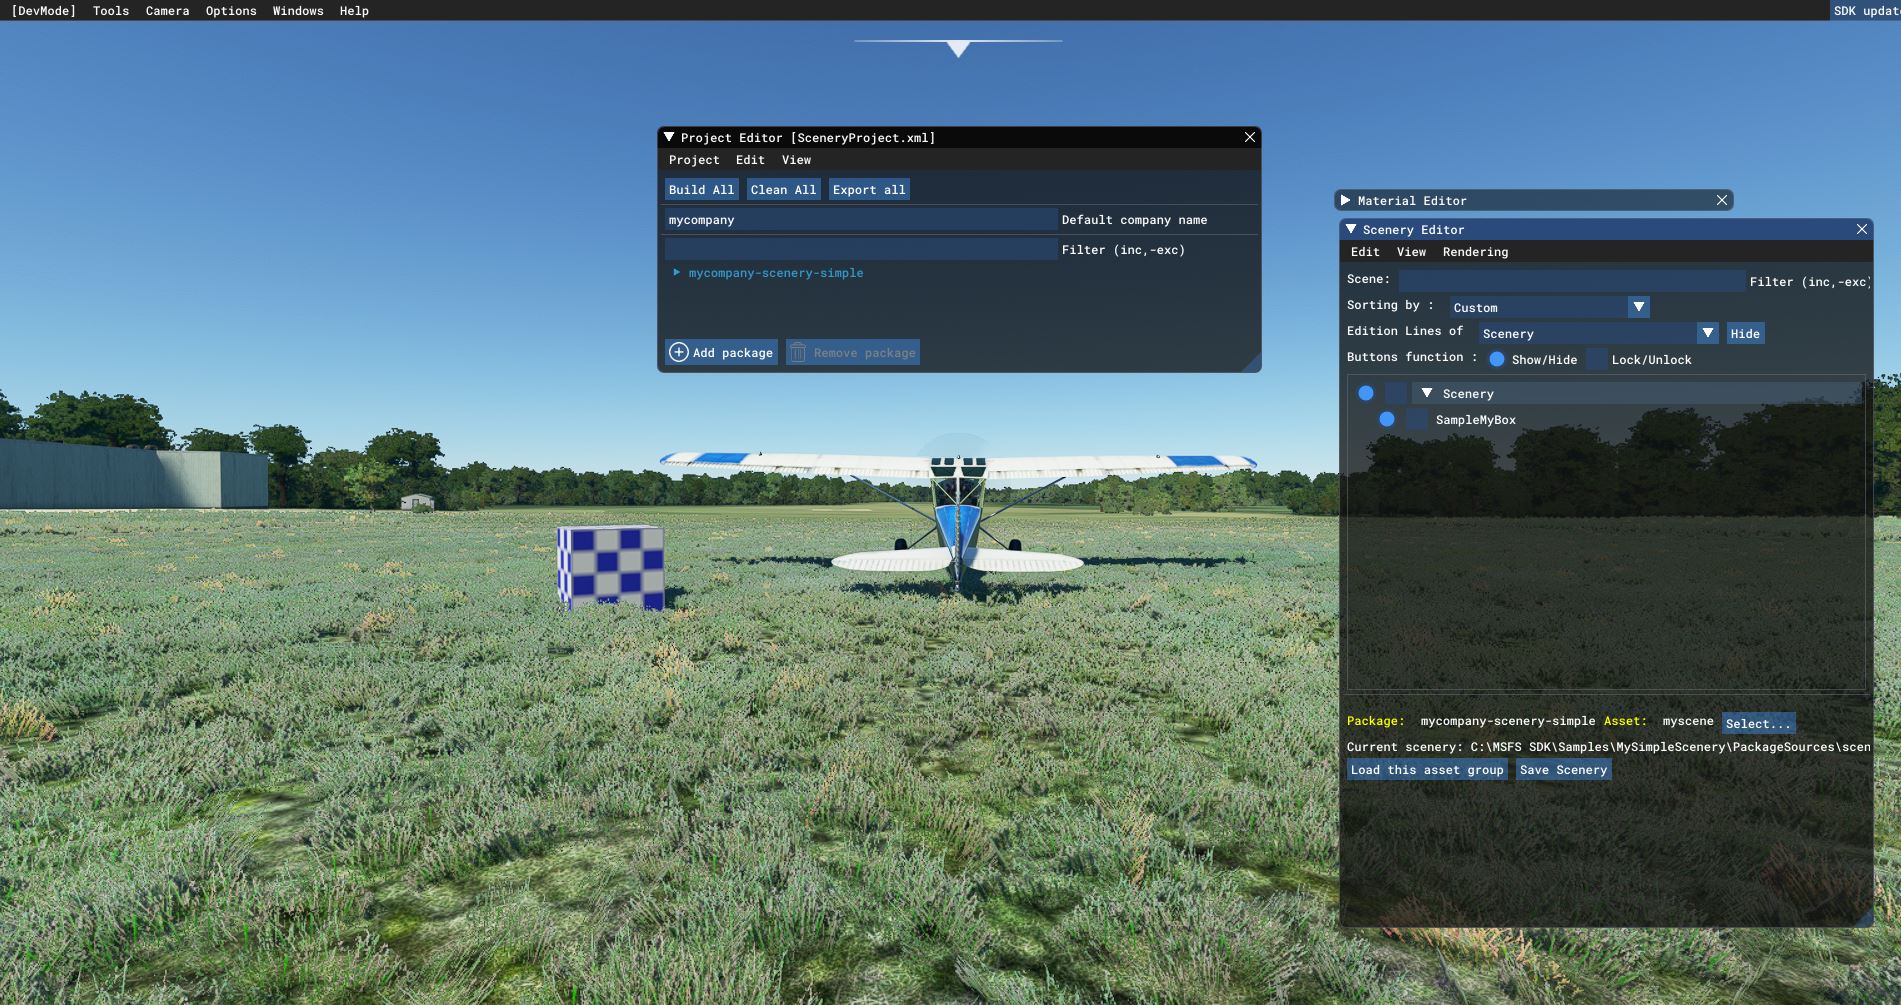 [DevMode] Tools Camera Options Windows Help
SDK updat
Project Editor [SceneryProject.xml]
Project Edit View
Build All Clean All Export all
mycompany Default company name
Filter (inc,-exc)
mycompany-scenery-simple
Add package Remove package
Material Editor
Scenery Editor
Edit View Rendering
Scene: Filter (inc,-exc)
Sorting by : Custom
Edition Lines of Scenery Hide
Buttons function : Show/Hide Lock/Unlock
Scenery
SampleMyBox
Package: mycompany-scenery-simple Asset: myscene Select...
Current scenery: C:\MSFS SDK\Samples\MySimpleScenery\PackageSources\scen
Load this asset group Save Scenery